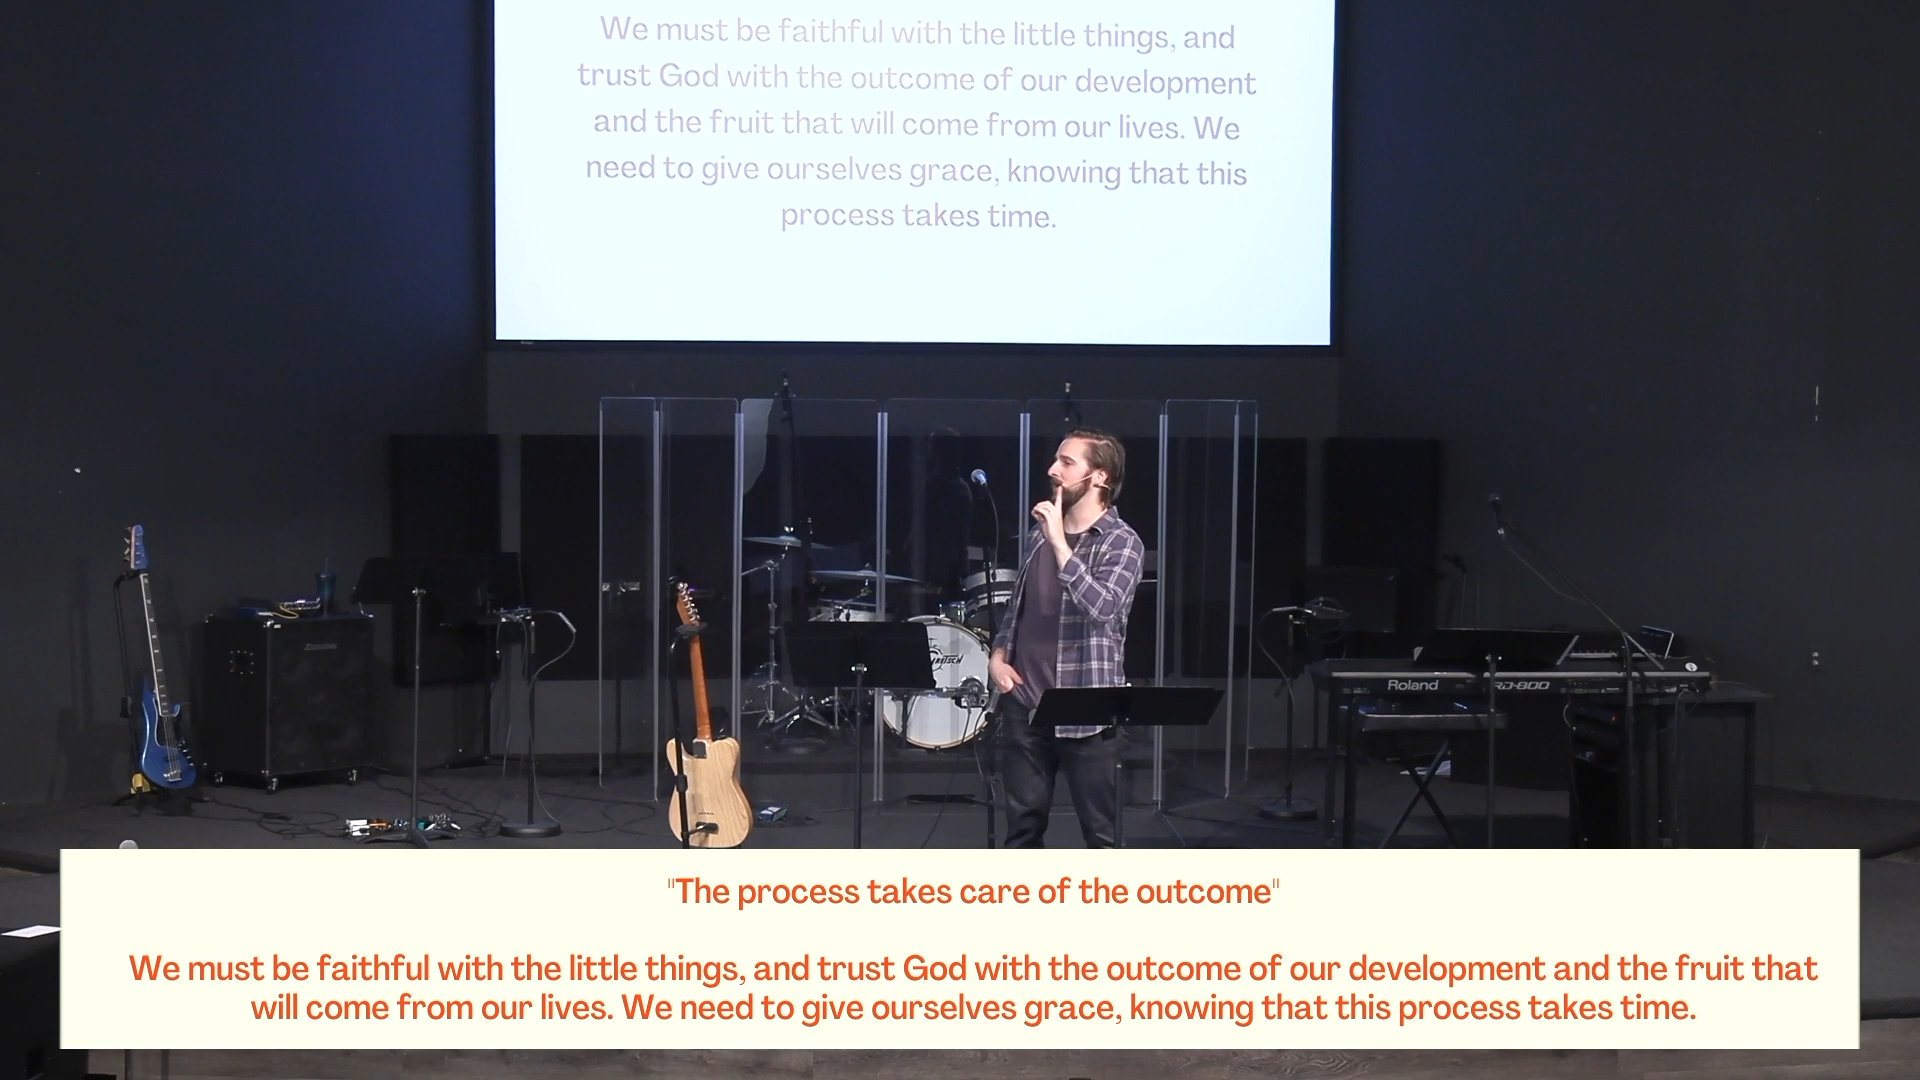 We must be faithful with the little things, and
trust God with the outcome of our development
and the fruit that will come from our lives. We
need to give ourselves grace, knowing that this
process takes time.
GRETSCH
Roland
RD-800
"The process takes care of the outcome"
We must be faithful with the little things, and trust God with the outcome of our development and the fruit that
will come from our lives. We need to give ourselves grace, knowing that this process takes time.